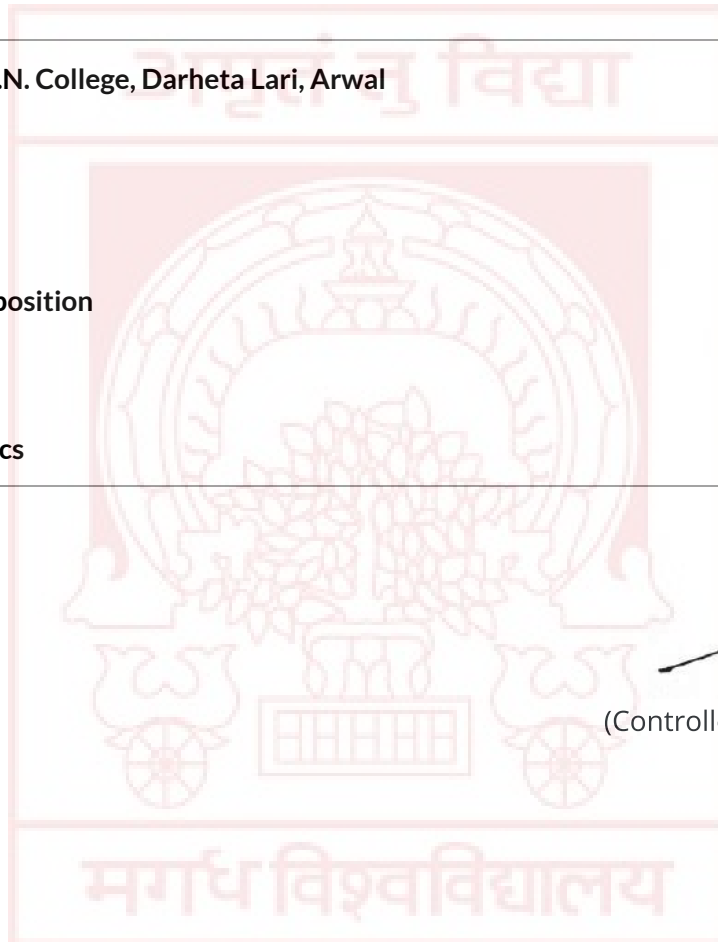 अमृतं तु विद्या
.N. College, Darheta Lari, Arwal
position
cs
(Controll
मगध विश्वविद्यालय